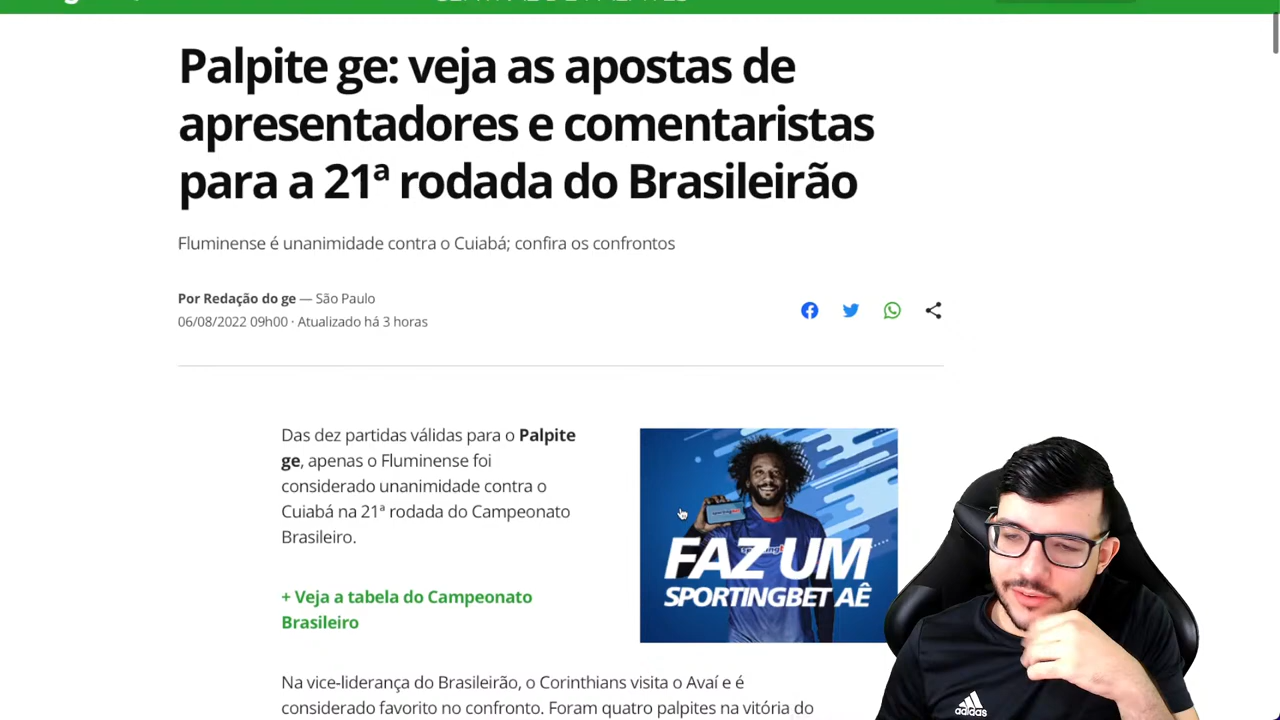 Palpite ge: veja as apostas de
apresentadores e comentaristas
para a 21ª rodada do Brasileirão
Fluminense é unanimidade contra o Cuiabá; confira os confrontos
Por Redação do ge — São Paulo
06/08/2022 09h00 · Atualizado há 3 horas
Das dez partidas válidas para o Palpite
ge, apenas o Fluminense foi
considerado unanimidade contra o
Cuiabá na 21ª rodada do Campeonato
Brasileiro.
+ Veja a tabela do Campeonato
Brasileiro
FAZ UM
SPORTINGBET AÊ
Na vice-liderança do Brasileirão, o Corinthians visita o Avaí e é
considerado favorito no confronto. Foram quatro palpites na vitória do
adidas